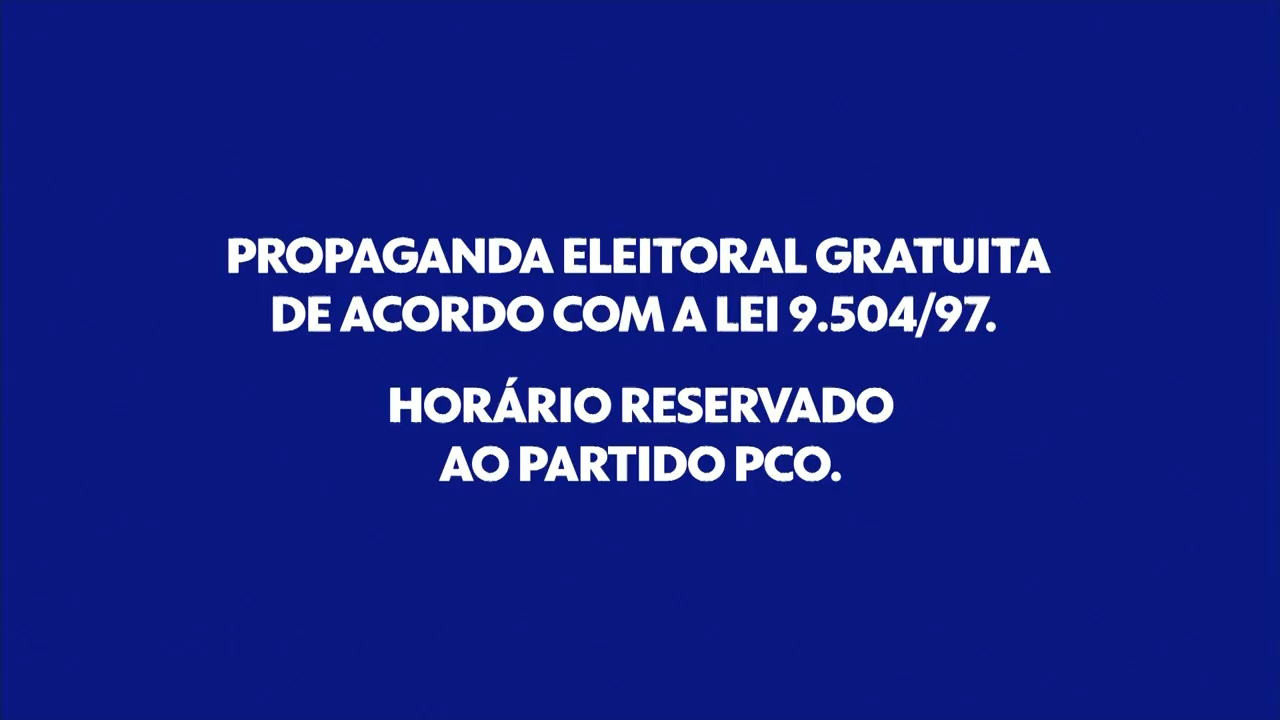 PROPAGANDA ELEITORAL GRATUITA
DE ACORDO COM A LEI 9.504/97.
HORÁRIO RESERVADO
AO PARTIDO PCO.